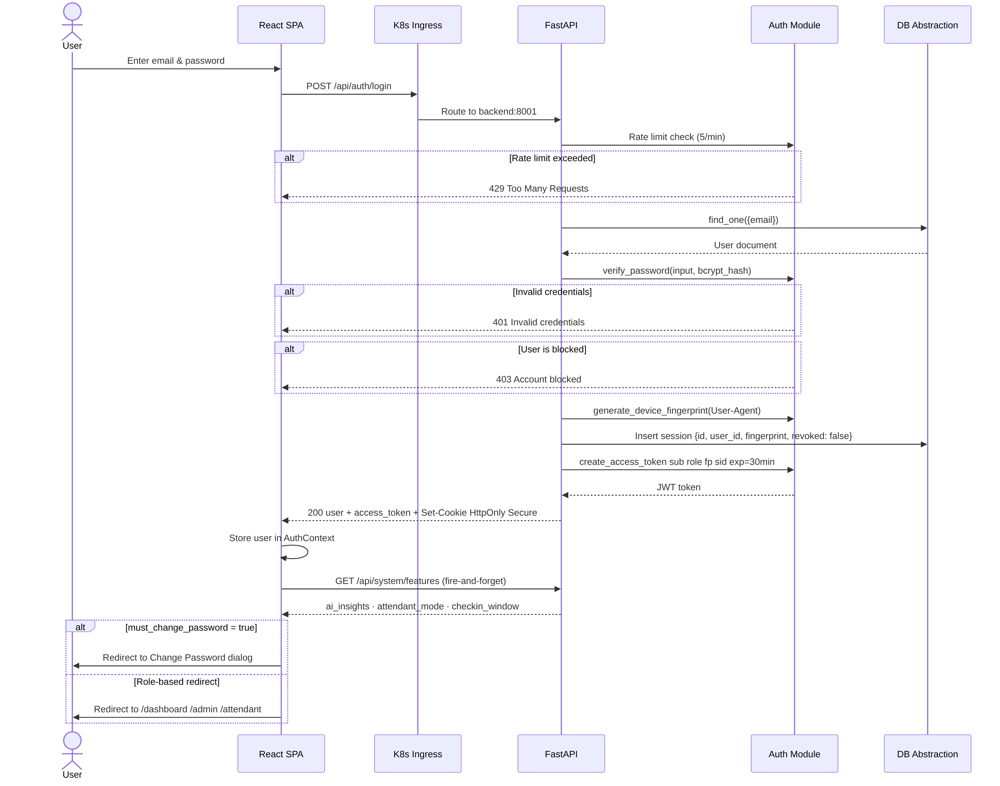 User
React SPA
K8s Ingress
FastAPI
Auth Module
DB Abstraction
Enter email & password
POST /api/auth/login
Route to backend:8001
Rate limit check (5/min)
alt
[Rate limit exceeded]
429 Too Many Requests
find_one({email})
User document
verify_password(input, bcrypt_hash)
alt
[Invalid credentials]
401 Invalid credentials
alt
[User is blocked]
403 Account blocked
generate_device_fingerprint(User-Agent)
Insert session {id, user_id, fingerprint, revoked: false}
create_access_token sub role fp sid exp=30min
JWT token
200 user + access_token + Set-Cookie HttpOnly Secure
Store user in AuthContext
GET /api/system/features (fire-and-forget)
ai_insights · attendant_mode · checkin_window
alt
[must_change_password = true]
Redirect to Change Password dialog
[Role-based redirect]
Redirect to /dashboard /admin /attendant
User
React SPA
K8s Ingress
FastAPI
Auth Module
DB Abstraction